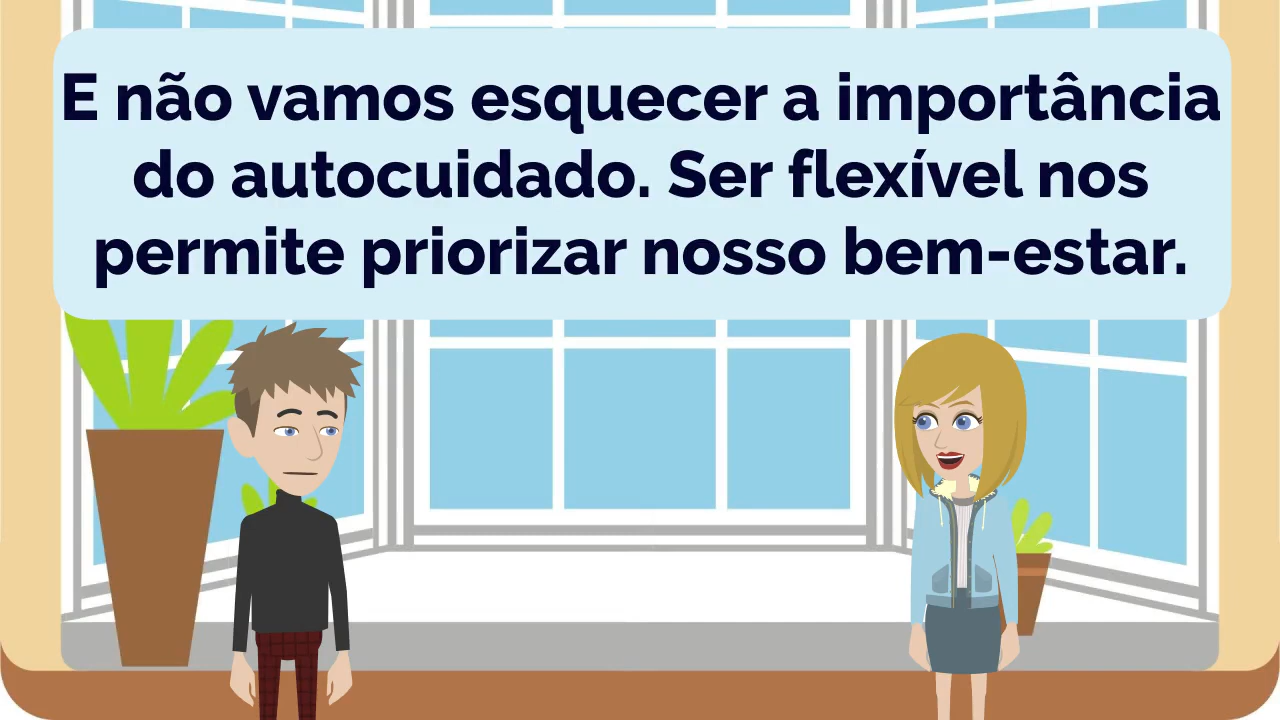 E não vamos esquecer a importância
do autocuidado. Ser flexível nos
permite priorizar nosso bem-estar.